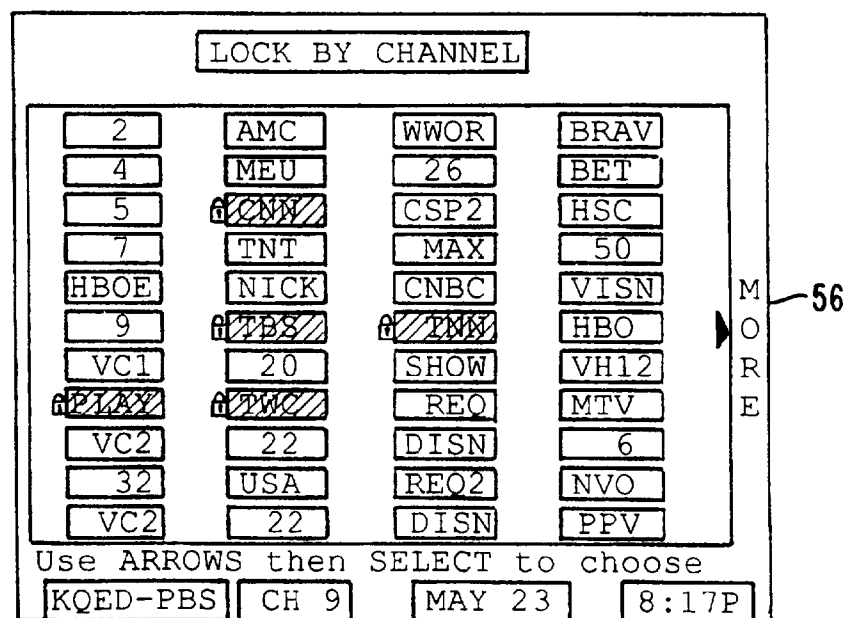 LOCK BY CHANNEL
2 AMC WWOR BRAV
4 MEU 26 BET
5 CNN CSP2 HSC
7 TNT MAX 50
HBOE NICK CNBC VISN
9 TBS TNN HBO
VC1 20 SHOW VH12
PLAY TWC REQ MTV
VC2 22 DISN 6
32 USA REQ2 NVO
VC2 22 DISN PPV
MORE
56
Use ARROWS then SELECT to choose
KQED-PBS CH 9 MAY 23 8:17P